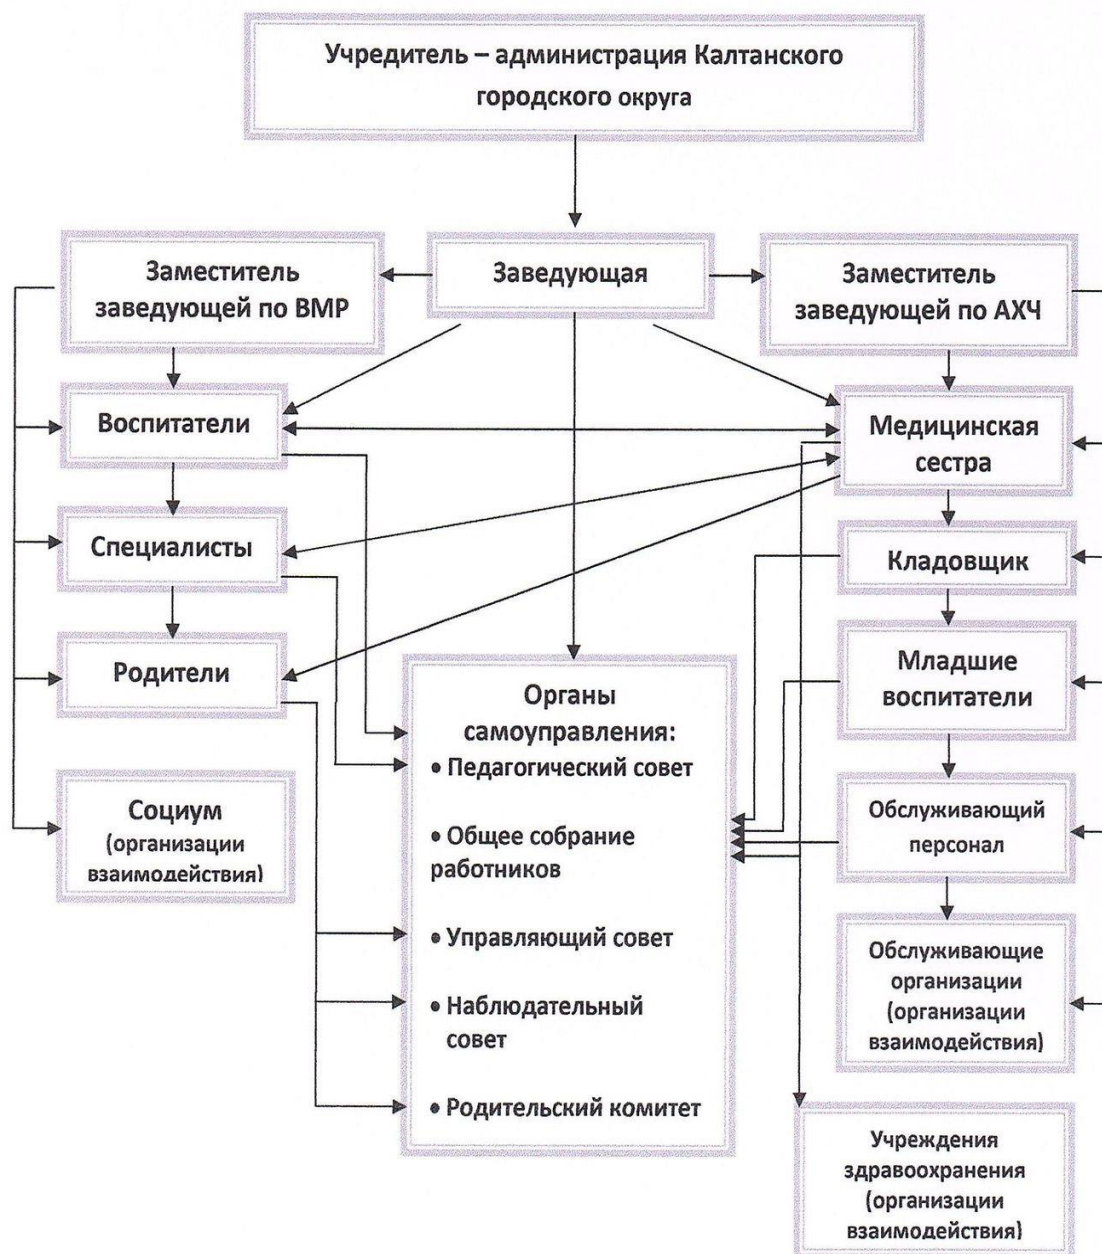 Учредитель – администрация Калтанского
городского округа
Заместитель
заведующей по ВМР
Заведующая
Заместитель
заведующей по АХЧ
Воспитатели
Медицинская
сестра
Специалисты
Кладовщик
Родители
Младшие
воспитатели
Органы
самоуправления:
• Педагогический совет
• Общее собрание
работников
• Управляющий совет
• Наблюдательный
совет
• Родительский комитет
Социум
(организации
взаимодействия)
Обслуживающий
персонал
Обслуживающие
организации
(организации
взаимодействия)
Учреждения
здравоохранения
(организации
взаимодействия)